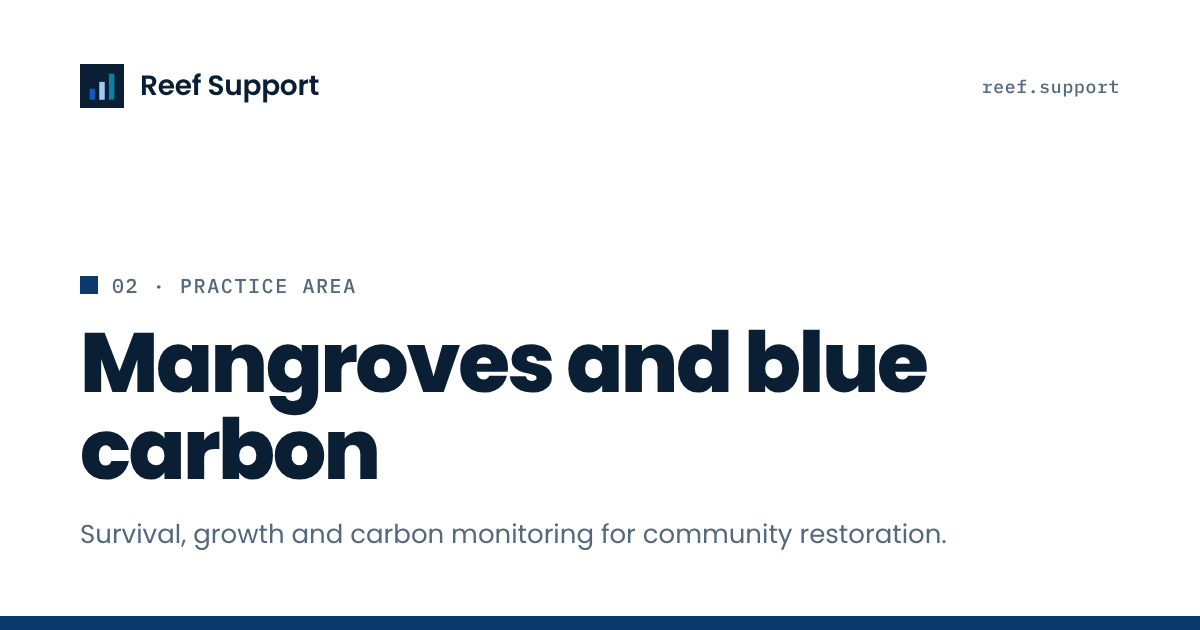 Reef Support
reef.support
02 · PRACTICE AREA
Mangroves and blue
carbon
Survival, growth and carbon monitoring for community restoration.